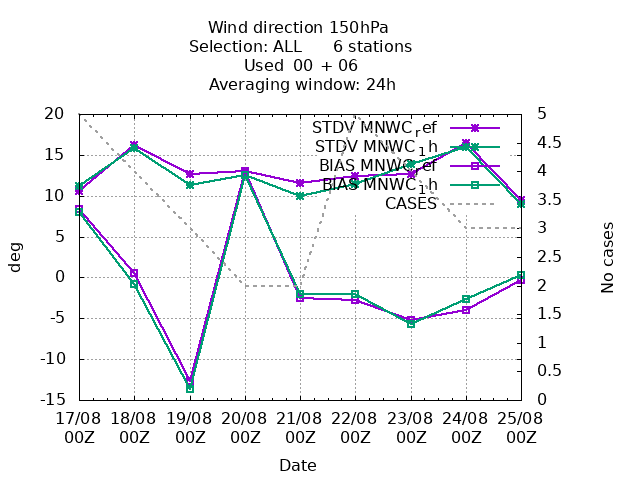 Wind direction 150hPa
Selection: ALL      6 stations
Used  00 + 06
Averaging window: 24h
20
15
10
5
0
-5
-10
-15
deg
5
4.5
4
3.5
3
2.5
2
1.5
1
0.5
0
No cases
STDV MNWC_ref
STDV MNWC_1h
BIAS MNWC_ref
BIAS MNWC_1h
CASES
17/08 18/08 19/08 20/08 21/08 22/08 23/08 24/08 25/08
00Z 00Z 00Z 00Z 00Z 00Z 00Z 00Z 00Z
Date